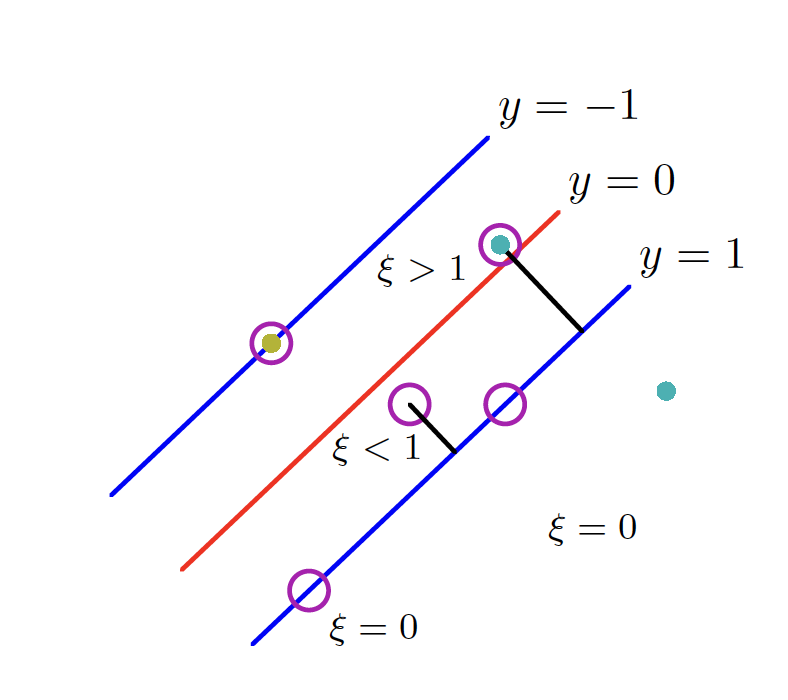 y = −1
y = 0
y = 1
ξ > 1
ξ < 1
ξ = 0
ξ = 0